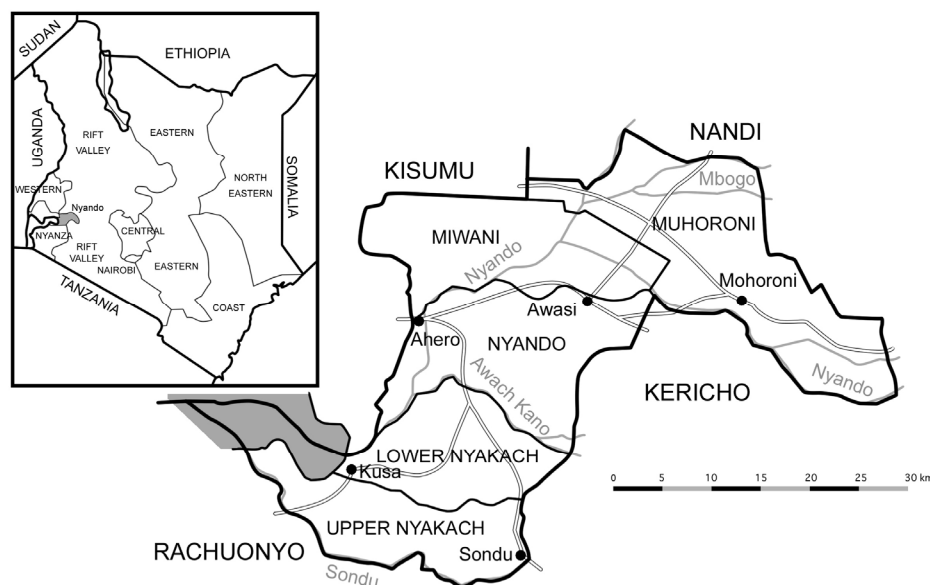 SUDAN
ETHIOPIA
UGANDA
RIFT
VALLEY
EASTERN
NORTH
EASTERN
SOMALIA
WESTERN
Nyando
NYANZA
CENTRAL
RIFT
VALLEY
NAIROBI
EASTERN
TANZANIA
COAST
NANDI
KISUMU
Mbogo
MUHORONI
MIWANI
Nyando
Mohoroni
Awasi
Ahero
NYANDO
Awach Kano
Nyando
KERICHO
LOWER NYAKACH
Kusa
UPPER NYAKACH
RACHUONYO
Sondu
Sondu
0 5 10 15 20 25 30 km